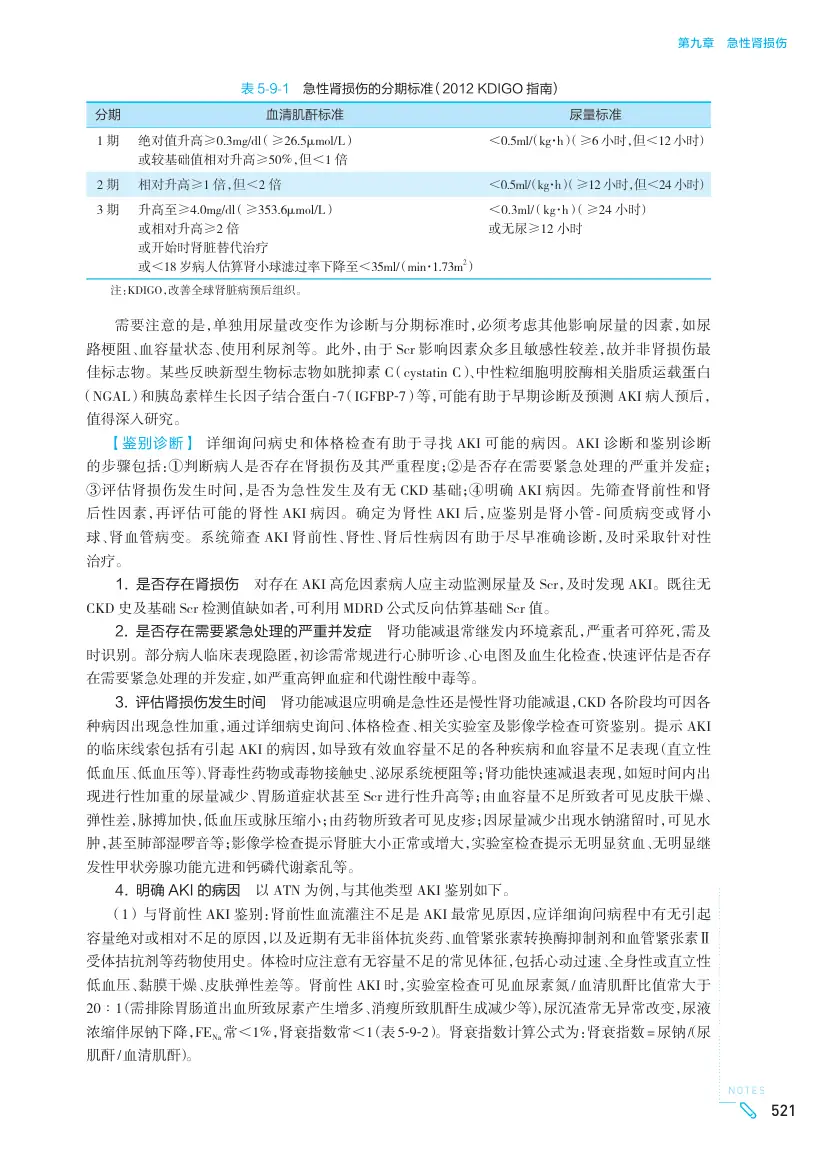 第九章 急性肾损伤
表 5-9-1 急性肾损伤的分期标准(2012 KDIGO 指南)
分期 血清肌酐标准 尿量标准
1 期 绝对值升高≥0.3mg/dl(≥26.5μmol/L) <0.5ml/(kg·h)(≥6 小时,但<12 小时)
或较基础值相对升高≥50%,但<1 倍
2 期 相对升高≥1 倍,但<2 倍 <0.5ml/(kg·h)(≥12 小时,但<24 小时)
3 期 升高至≥4.0mg/dl(≥353.6μmol/L) <0.3ml/(kg·h)(≥24 小时)
或相对升高≥2 倍 或无尿≥12 小时
或开始时肾脏替代治疗
或<18 岁病人估算肾小球滤过率下降至<35ml/(min·1.73m²)
注:KDIGO,改善全球肾脏病预后组织。
需要注意的是,单独用尿量改变作为诊断与分期标准时,必须考虑其他影响尿量的因素,如尿
路梗阻、血容量状态、使用利尿剂等。此外,由于 Scr 影响因素众多且敏感性较差,故并非肾损伤最
佳标志物。某些反映新型生物标志物如胱抑素 C(cystatin C)、中性粒细胞明胶酶相关脂质运载蛋白
(NGAL)和胰岛素样生长因子结合蛋白-7(IGFBP-7)等,可能有助于早期诊断及预测 AKI 病人预后,
值得深入研究。
【鉴别诊断】 详细询问病史和体格检查有助于寻找 AKI 可能的病因。AKI 诊断和鉴别诊断
的步骤包括:①判断病人是否存在肾损伤及其严重程度;②是否存在需要紧急处理的严重并发症;
③评估肾损伤发生时间,是否为急性发生及有无 CKD 基础;④明确 AKI 病因。先筛查肾前性和肾
后性因素,再评估可能的肾性 AKI 病因。确定为肾性 AKI 后,应鉴别是肾小管-间质病变或肾小
球、肾血管病变。系统筛查 AKI 肾前性、肾性、肾后性病因有助于尽早准确诊断,及时采取针对性
治疗。
1. 是否存在肾损伤 对存在 AKI 高危因素病人应主动监测尿量及 Scr,及时发现 AKI。既往无
CKD 史及基础 Scr 检测值缺如者,可利用 MDRD 公式反向估算基础 Scr 值。
2. 是否存在需要紧急处理的严重并发症 肾功能减退常继发内环境紊乱,严重者可猝死,需及
时识别。部分病人临床表现隐匿,初诊需常规进行心肺听诊、心电图及血生化检查,快速评估是否存
在需要紧急处理的并发症,如严重高钾血症和代谢性酸中毒等。
3. 评估肾损伤发生时间 肾功能减退应明确是急性还是慢性肾功能减退,CKD 各阶段均可因各
种病因出现急性加重,通过详细病史询问、体格检查、相关实验室及影像学检查可资鉴别。提示 AKI
的临床线索包括有引起 AKI 的病因,如导致有效血容量不足的各种疾病和血容量不足表现(直立性
低血压、低血压等)、肾毒性药物或毒物接触史、泌尿系统梗阻等;肾功能快速减退表现,如短时间内出
现进行性加重的尿量减少、胃肠道症状甚至 Scr 进行性升高等;由血容量不足所致者可见皮肤干燥、
弹性差,脉搏加快,低血压或脉压缩小;由药物所致者可见皮疹;因尿量减少出现水钠潴留时,可见水
肿,甚至肺部湿啰音等;影像学检查提示肾脏大小正常或增大,实验室检查提示无明显贫血、无明显继
发性甲状旁腺功能亢进和钙磷代谢紊乱等。
4. 明确 AKI 的病因 以 ATN 为例,与其他类型 AKI 鉴别如下。
(1)与肾前性 AKI 鉴别:肾前性血流灌注不足是 AKI 最常见原因,应详细询问病程中有无引起
容量绝对或相对不足的原因,以及近期有无非甾体抗炎药、血管紧张素转换酶抑制剂和血管紧张素Ⅱ
受体拮抗剂等药物使用史。体检时应注意有无容量不足的常见体征,包括心动过速、全身性或直立性
低血压、黏膜干燥、皮肤弹性差等。肾前性 AKI 时,实验室检查可见血尿素氮/血清肌酐比值常大于
20∶1(需排除胃肠道出血所致尿素产生增多、消瘦所致肌酐生成减少等),尿沉渣常无异常改变,尿液
浓缩伴尿钠下降,FENa 常<1%,肾衰指数常<1(表 5-9-2)。肾衰指数计算公式为:肾衰指数=尿钠/(尿
肌酐/血清肌酐)。
NOTES
521